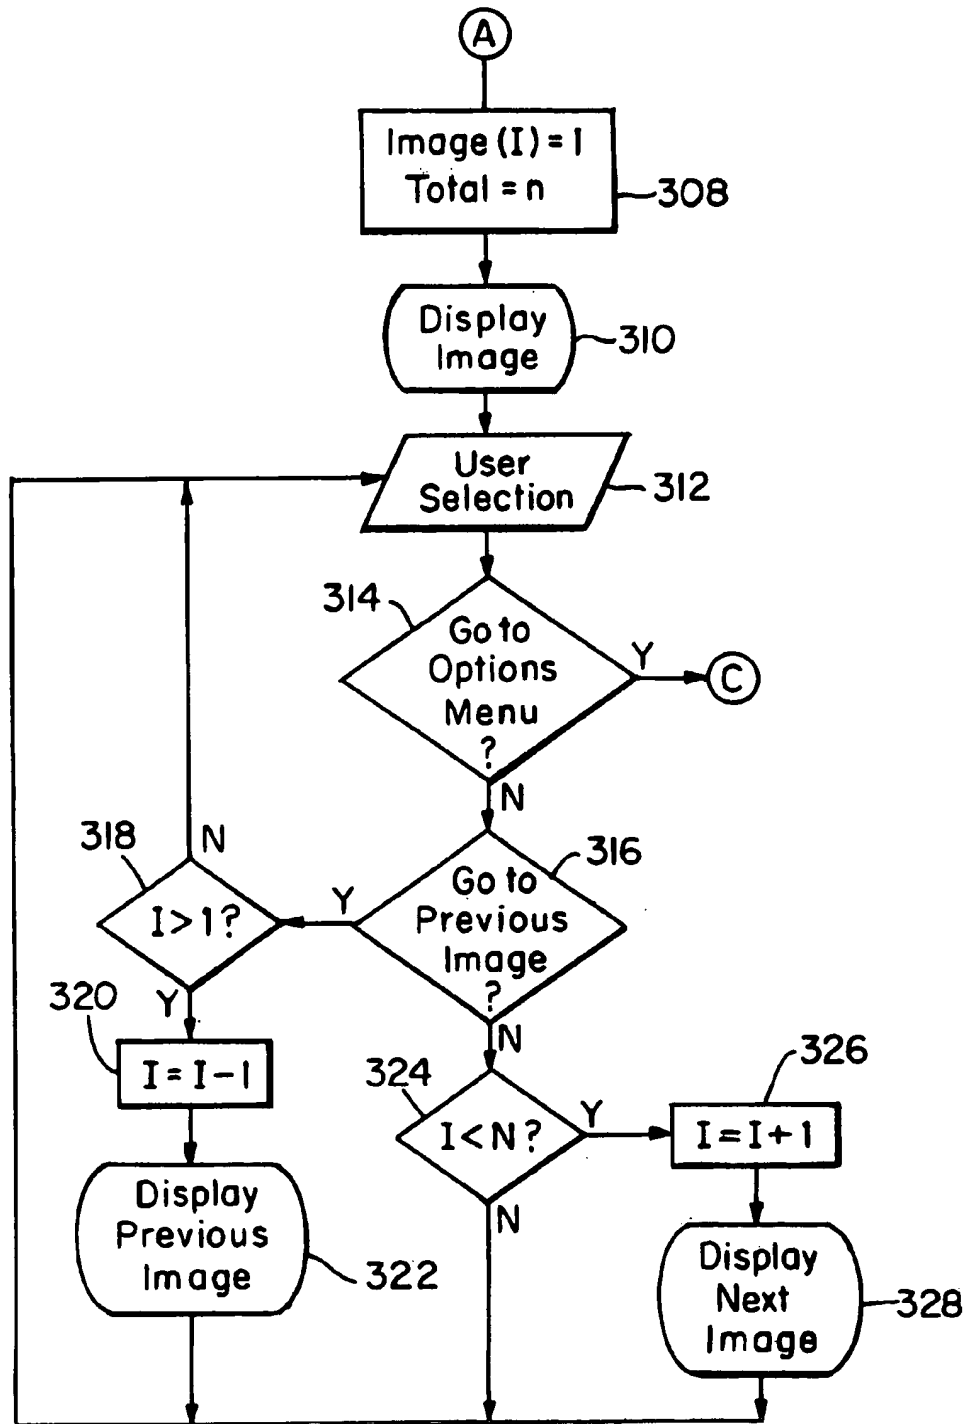 A
Image (I) = 1
Total = n
308
Display
Image
310
User
Selection
312
314
Go to
Options
Menu
?
Y
C
N
318
N
316
Go to
Previous
Image
?
Y
I > 1 ?
Y
N
320
I = I - 1
324
I < N ?
Y
326
I = I + 1
N
Display
Previous
Image
322
Display
Next
Image
328